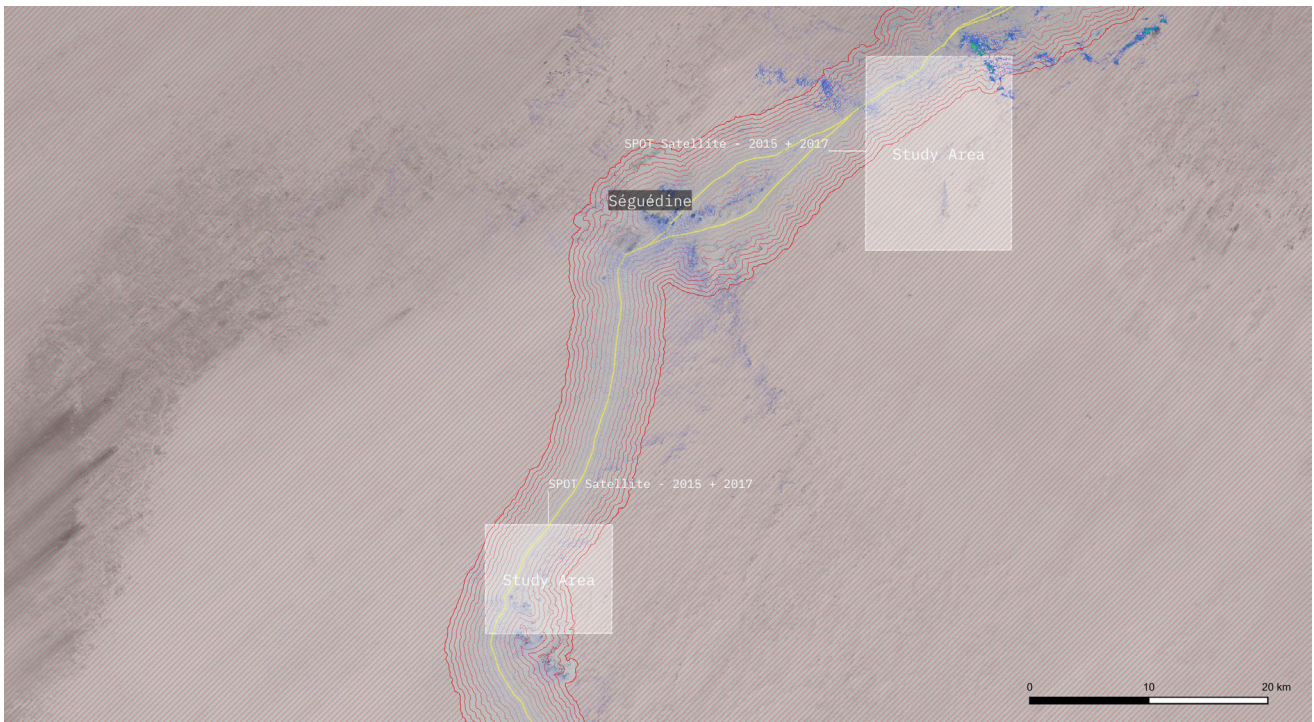 SPOT Satellite - 2015 + 2017
Study Area
Séguédine
SPOT Satellite - 2015 + 2017
Study Area
0 10 20 km